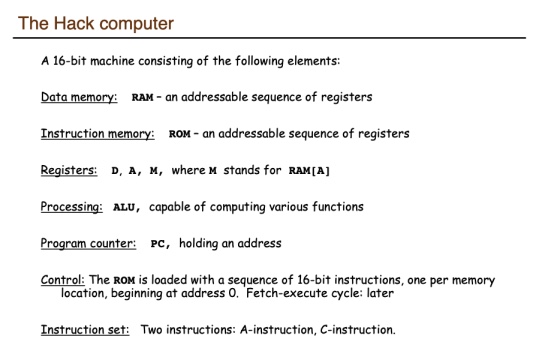 The Hack computer
A 16-bit machine consisting of the following elements:
Data memory: RAM – an addressable sequence of registers
Instruction memory: ROM – an addressable sequence of registers
Registers: D, A, M, where M stands for RAM[A]
Processing: ALU, capable of computing various functions
Program counter: PC, holding an address
Control: The ROM is loaded with a sequence of 16-bit instructions, one per memory
location, beginning at address 0. Fetch-execute cycle: later
Instruction set: Two instructions: A-instruction, C-instruction.